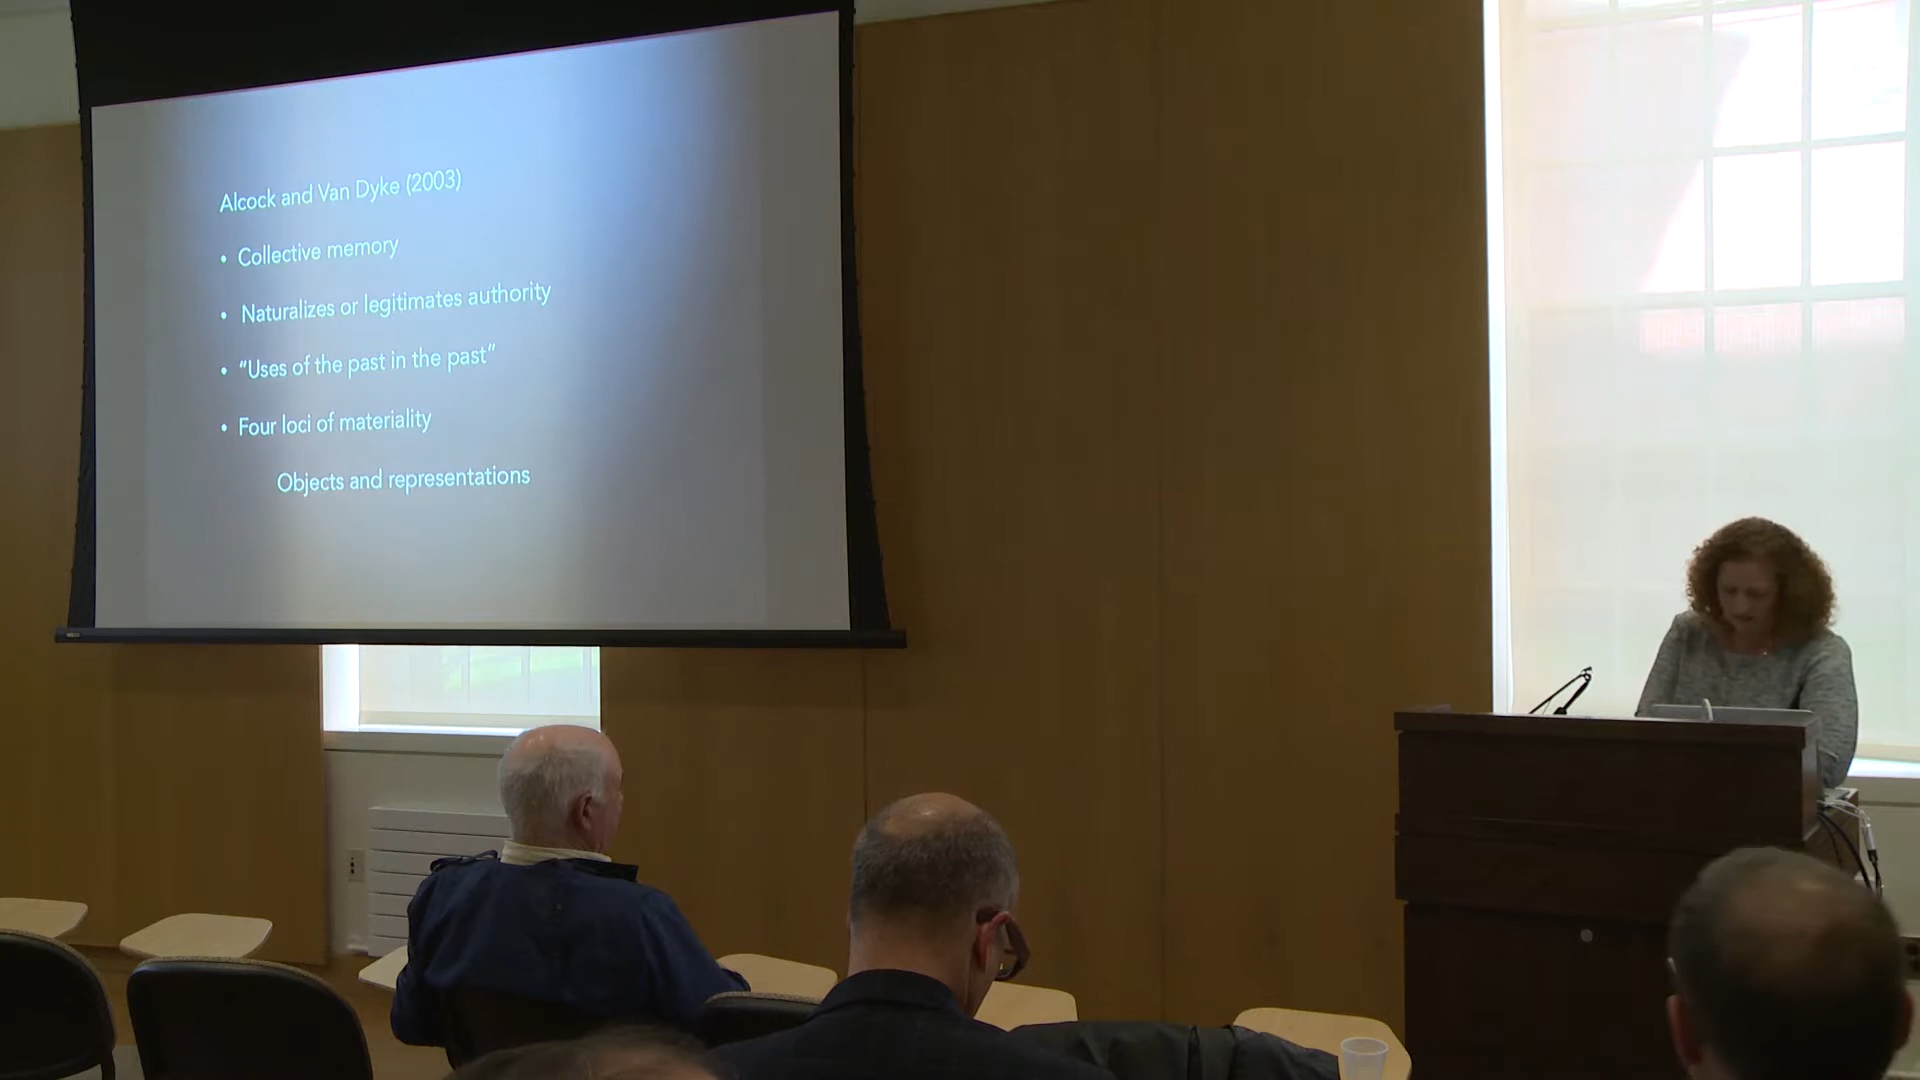 Alcock and Van Dyke (2003)
• Collective memory
• Naturalizes or legitimates authority
• “Uses of the past in the past”
• Four loci of materiality
Objects and representations